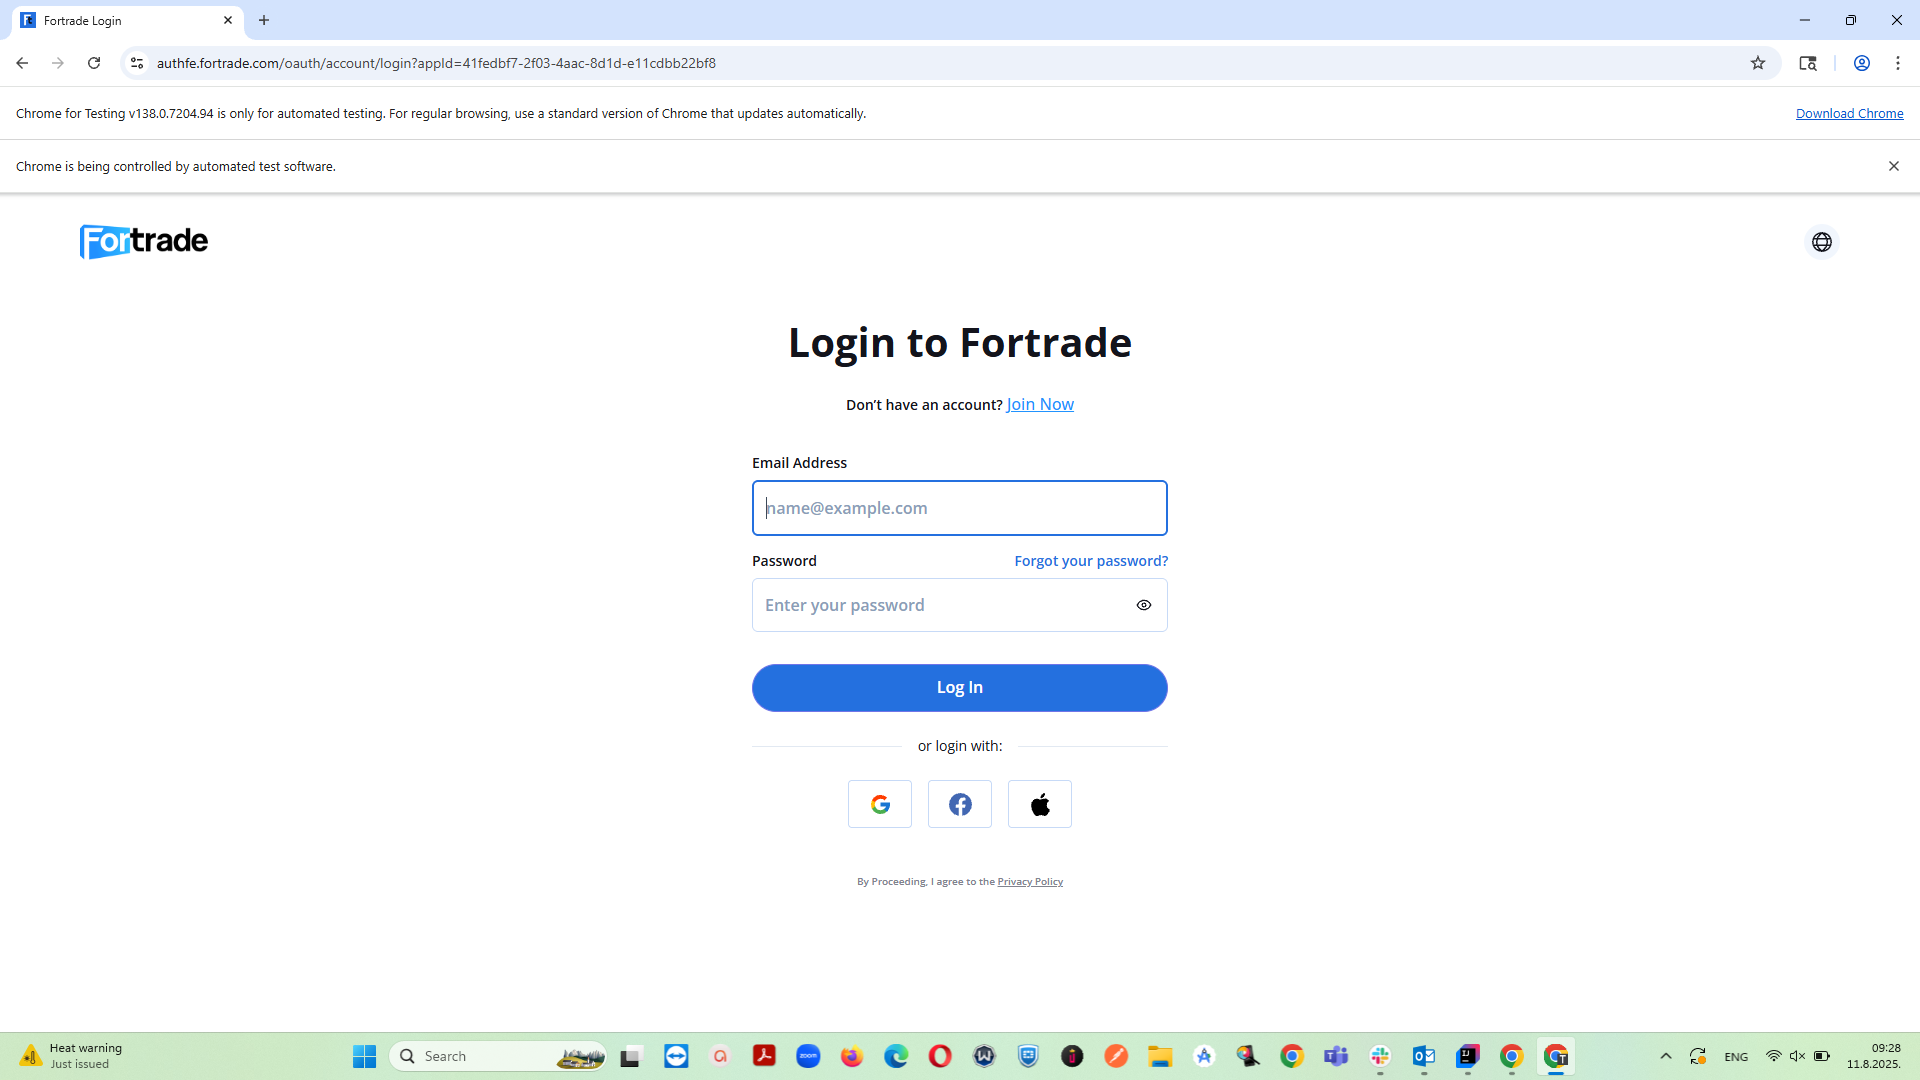 Fortrade Login
authfe.fortrade.com/oauth/account/login?appId=41fedbf7-2f03-4aac-8d1d-e11cdbb22bf8
Chrome for Testing v138.0.7204.94 is only for automated testing. For regular browsing, use a standard version of Chrome that updates automatically.
Download Chrome
Chrome is being controlled by automated test software.
Fortrade
Login to Fortrade
Don't have an account? Join Now
Email Address
name@example.com
Password
Forgot your password?
Enter your password
Log In
or login with:
By Proceeding, I agree to the Privacy Policy
Heat warning
Just issued
Search
zoom
ENG
09:28
11.8.2025.